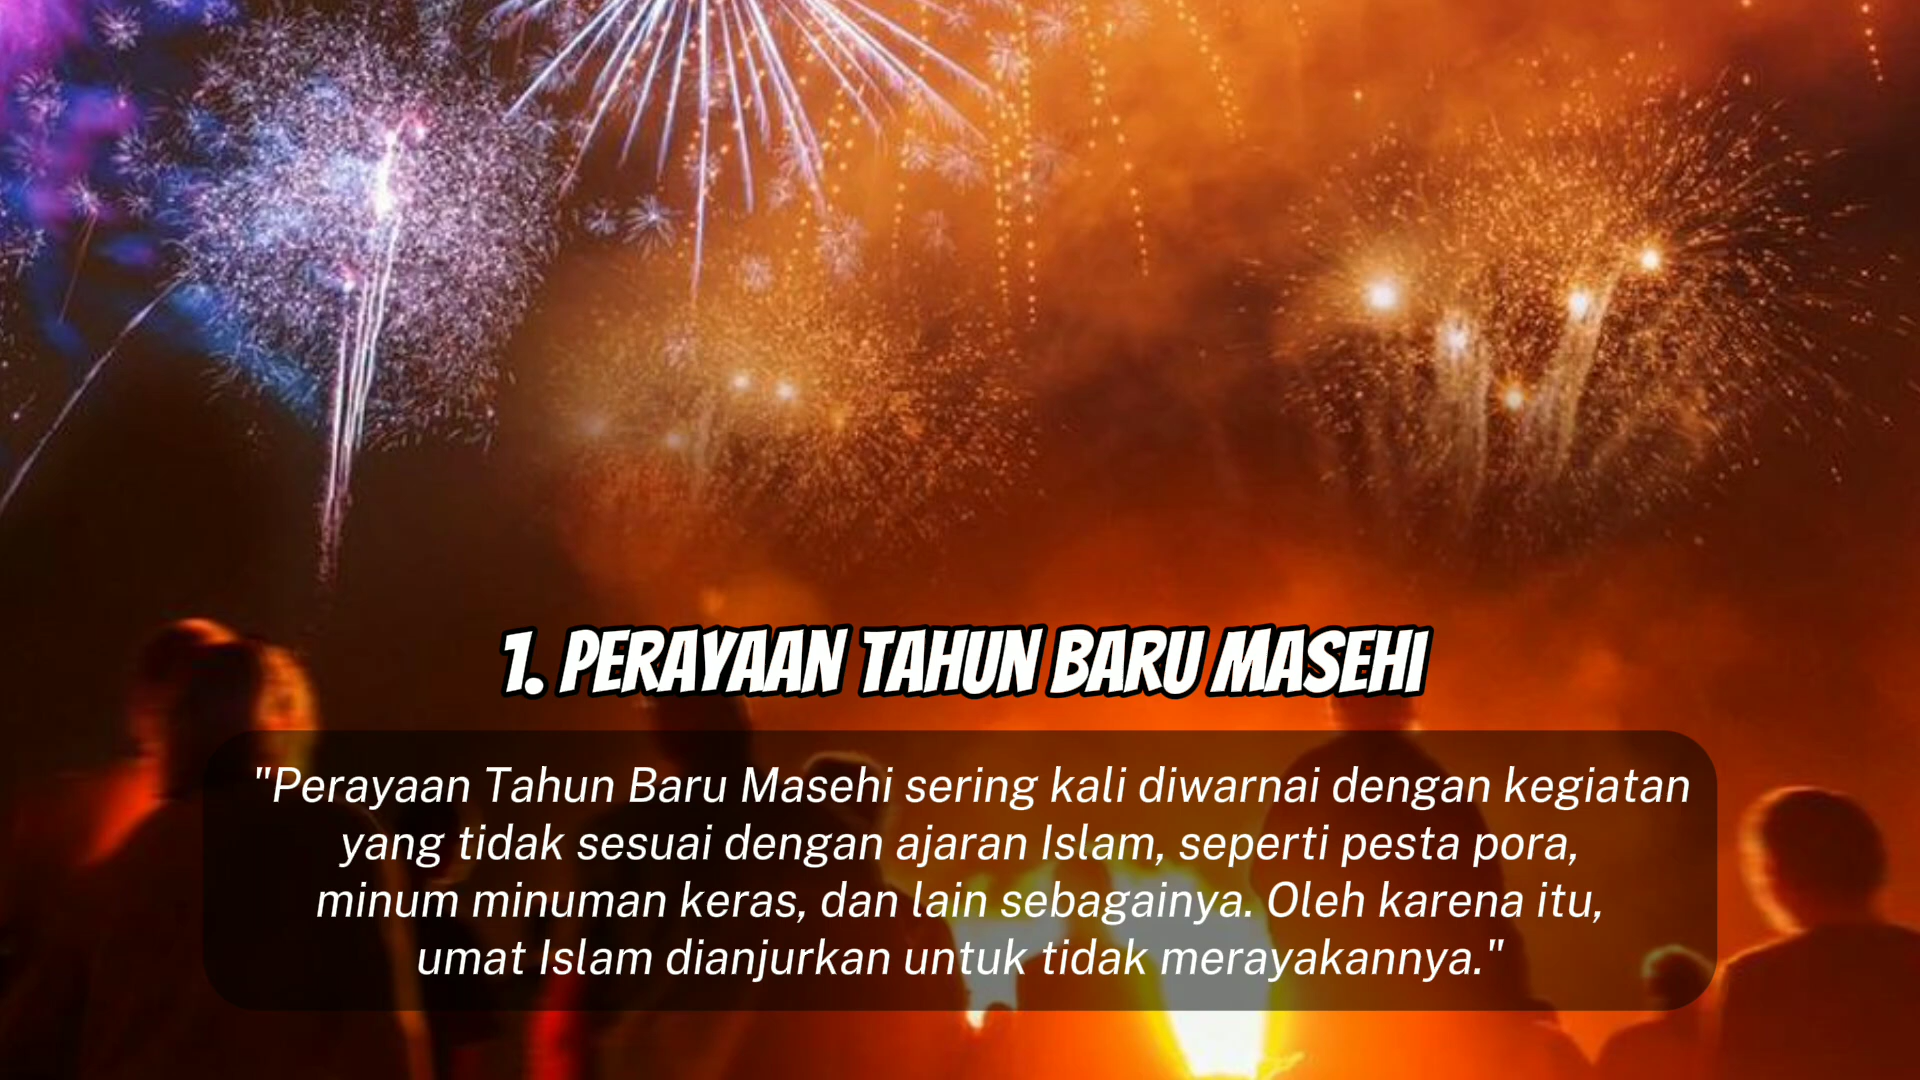 1. PERAYAAN TAHUN BARU MASEHI
"Perayaan Tahun Baru Masehi sering kali diwarnai dengan kegiatan
yang tidak sesuai dengan ajaran Islam, seperti pesta pora,
minum minuman keras, dan lain sebagainya. Oleh karena itu,
umat Islam dianjurkan untuk tidak merayakannya."